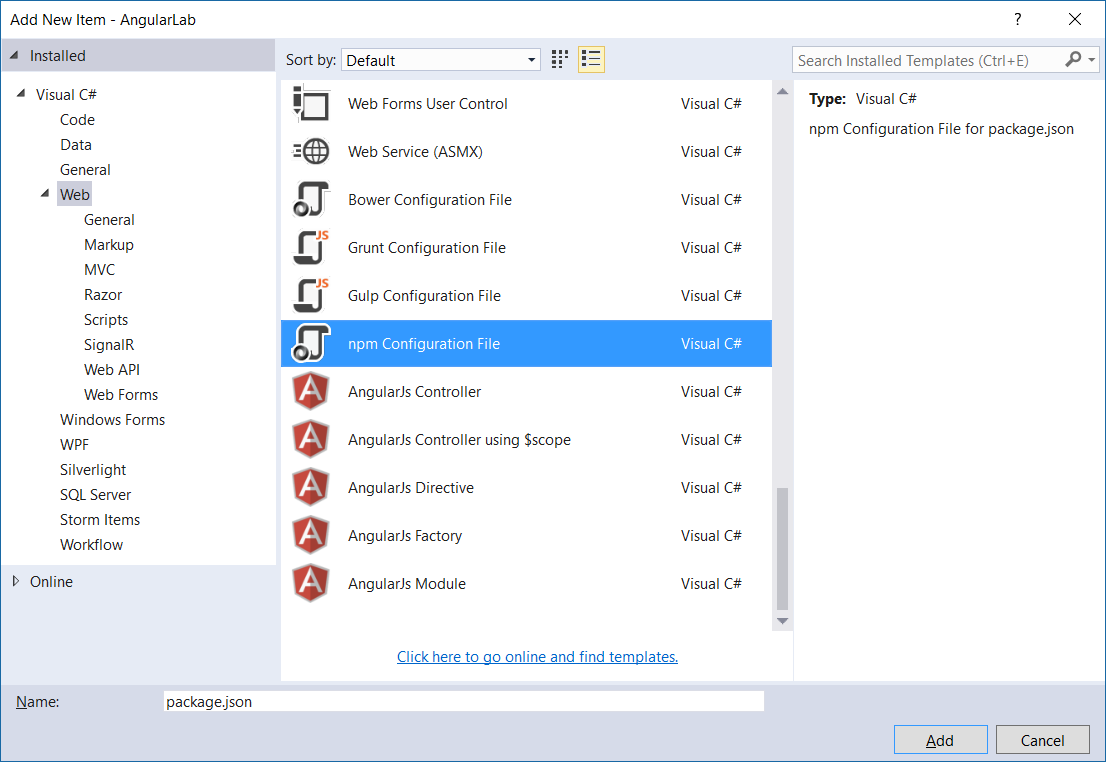 Add New Item - AngularLab
?
Installed
Visual C#
Code
Data
General
Web
General
Markup
MVC
Razor
Scripts
SignalR
Web API
Web Forms
Windows Forms
WPF
Silverlight
SQL Server
Storm Items
Workflow
Online
Sort by: Default
Web Forms User Control Visual C#
Web Service (ASMX) Visual C#
Bower Configuration File Visual C#
JS
Grunt Configuration File Visual C#
JS
Gulp Configuration File Visual C#
npm Configuration File Visual C#
A AngularJs Controller Visual C#
A AngularJs Controller using $scope Visual C#
A AngularJs Directive Visual C#
A AngularJs Factory Visual C#
A AngularJs Module Visual C#
Click here to go online and find templates.
Search Installed Templates (Ctrl+E)
Type: Visual C#
npm Configuration File for package.json
Name: package.json
Add Cancel